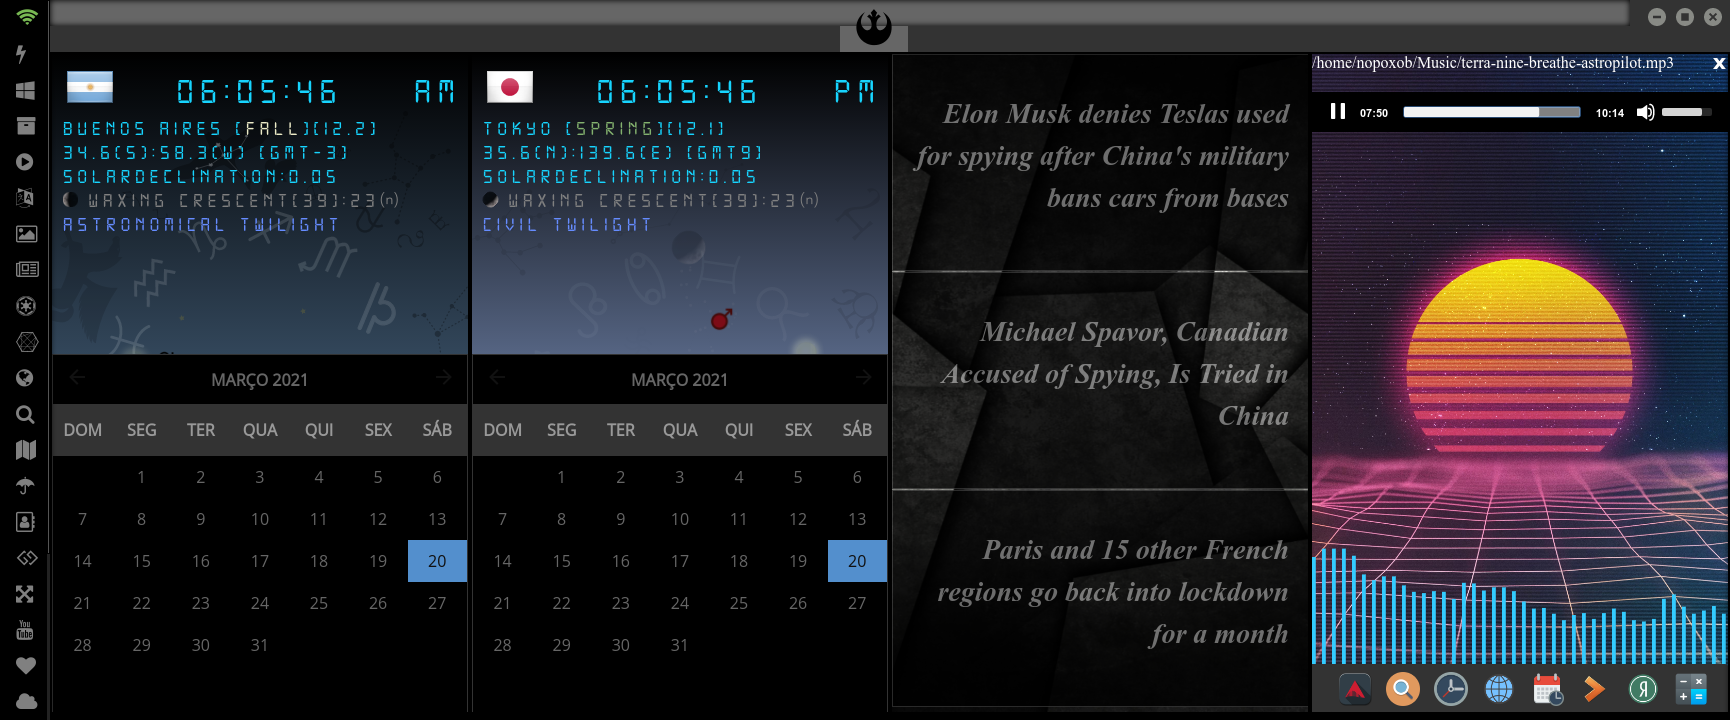 06:05:46 AM
BUENOS AIRES [FALL][12.2]
34.6(S):58.3(W) [GMT-3]
SOLARDECLINATION:0.05
WAXING CRESCENT[39]:23(n)
ASTRONOMICAL TWILIGHT
MARÇO 2021
DOM SEG TER QUA QUI SEX SÁB
1 2 3 4 5 6
7 8 9 10 11 12 13
14 15 16 17 18 19 20
21 22 23 24 25 26 27
28 29 30 31
06:05:46 PM
TOKYO [SPRING][12.1]
35.6(N):139.6(E) [GMT9]
SOLARDECLINATION:0.05
WAXING CRESCENT[39]:23(n)
CIVIL TWILIGHT
MARÇO 2021
DOM SEG TER QUA QUI SEX SÁB
1 2 3 4 5 6
7 8 9 10 11 12 13
14 15 16 17 18 19 20
21 22 23 24 25 26 27
28 29 30 31
Elon Musk denies Teslas used
for spying after China's military
bans cars from bases
Michael Spavor, Canadian
Accused of Spying, Is Tried in
China
Paris and 15 other French
regions go back into lockdown
for a month
/home/nopoxob/Music/terra-nine-breathe-astropilot.mp3 x
07:50 10:14
You
Tube
Я